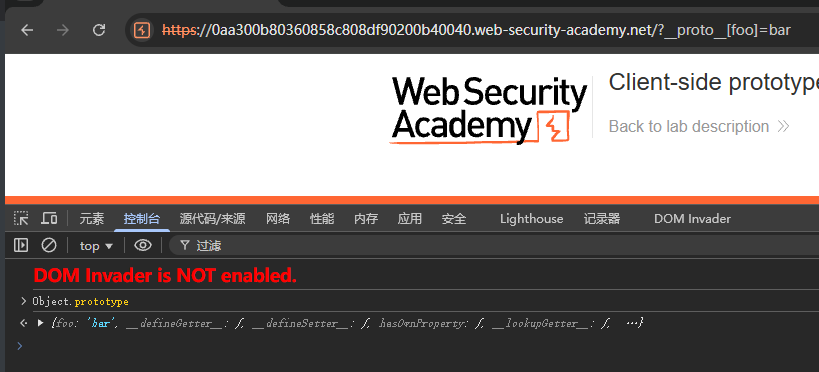 https://0aa300b80360858c808df90200b40040.web-security-academy.net/?__proto__[foo]=bar
WebSecurity
Academy
Client-side prototype
Back to lab description
元素 控制台 源代码/来源 网络 性能 内存 应用 安全 Lighthouse 记录器 DOM Invader
top 过滤
DOM Invader is NOT enabled.
Object.prototype
{foo: 'bar', __defineGetter__: ƒ, __defineSetter__: ƒ, hasOwnProperty: ƒ, __lookupGetter__: ƒ, …}